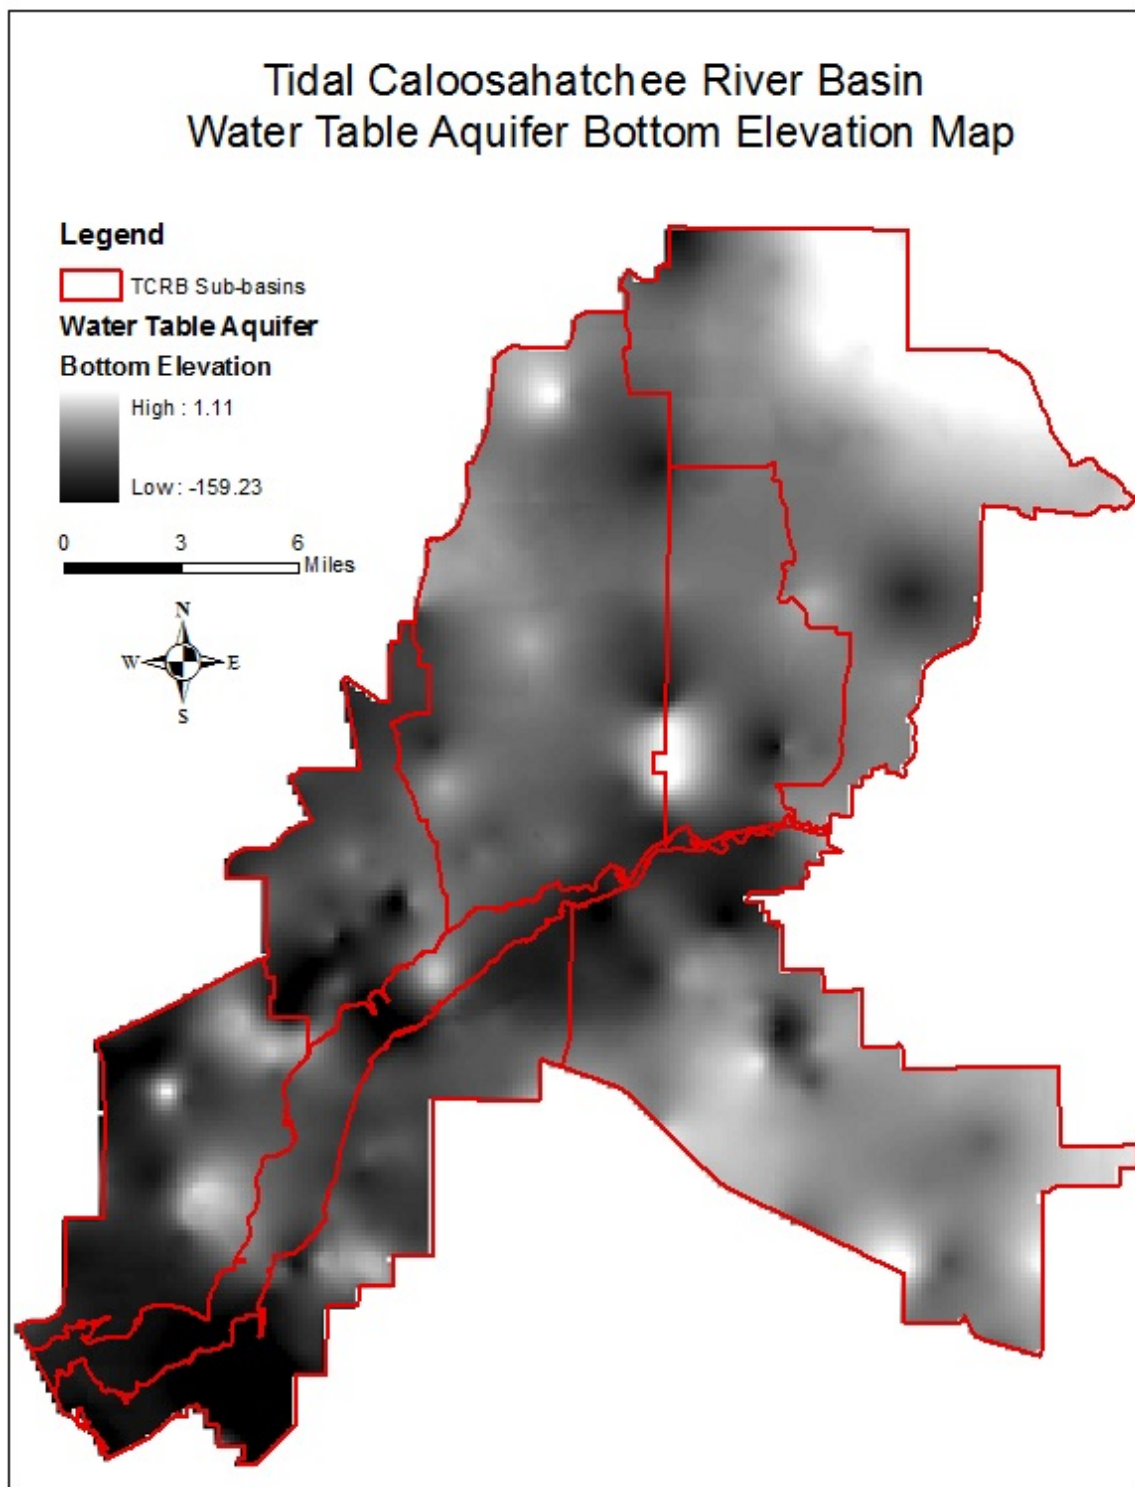 Tidal Caloosahatchee River Basin
Water Table Aquifer Bottom Elevation Map
Legend
TCRB Sub-basins
Water Table Aquifer
Bottom Elevation
High : 1.11
Low : -159.23
0 3 6
Miles
N
W E
S